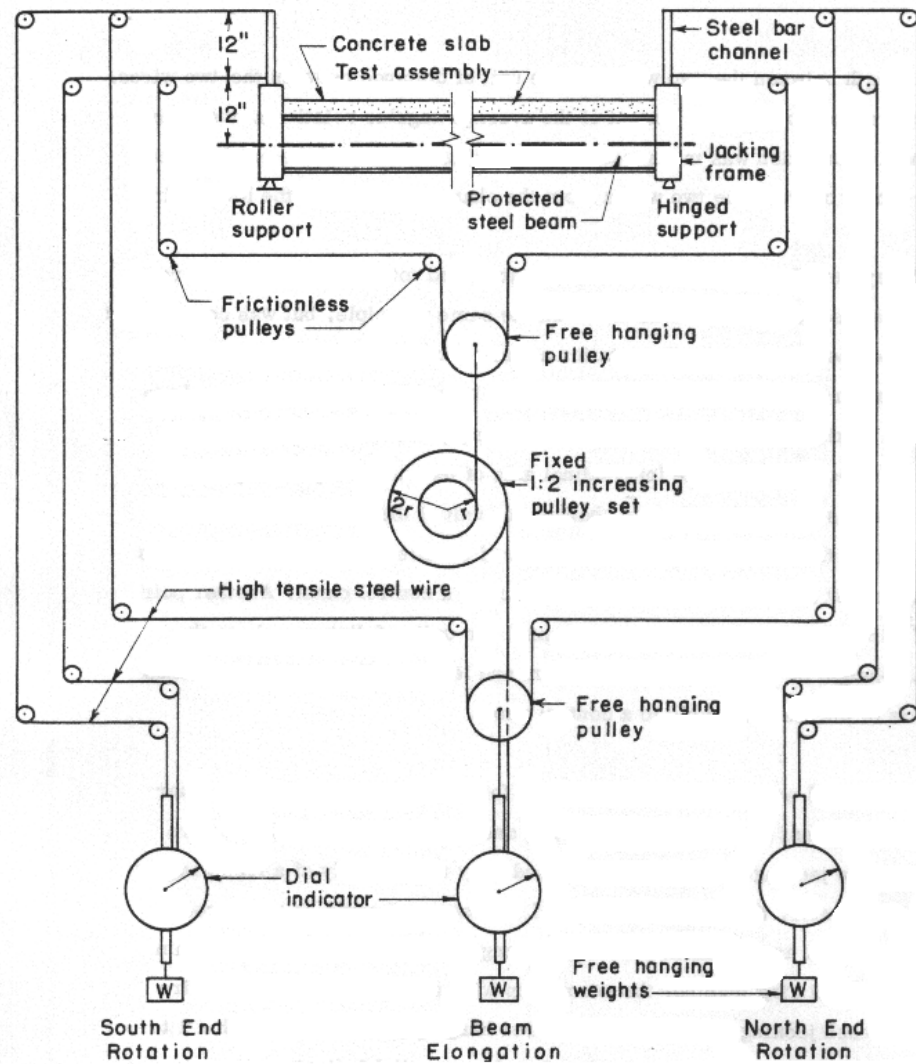 12"
Concrete slab
Test assembly
Steel bar
channel
12"
Jacking
frame
Roller
support
Protected
steel beam
Hinged
support
Frictionless
pulleys
Free hanging
pulley
Fixed
1:2 increasing
pulley set
2r
r
High tensile steel wire
Free hanging
pulley
Dial
indicator
Free hanging
weights
W
W
W
South End
Rotation
Beam
Elongation
North End
Rotation